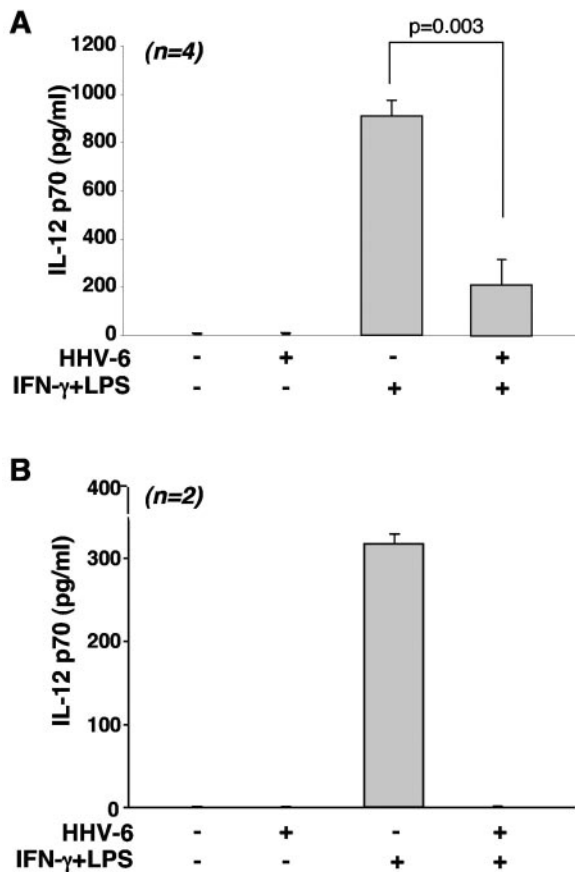 A
p=0.003
(n=4)
1200
1000
800
600
400
200
0
IL-12 p70 (pg/ml)
HHV-6 - + - +
IFN-γ+LPS - - + +
B
(n=2)
400
300
200
100
0
IL-12 p70 (pg/ml)
HHV-6 - + - +
IFN-γ+LPS - - + +